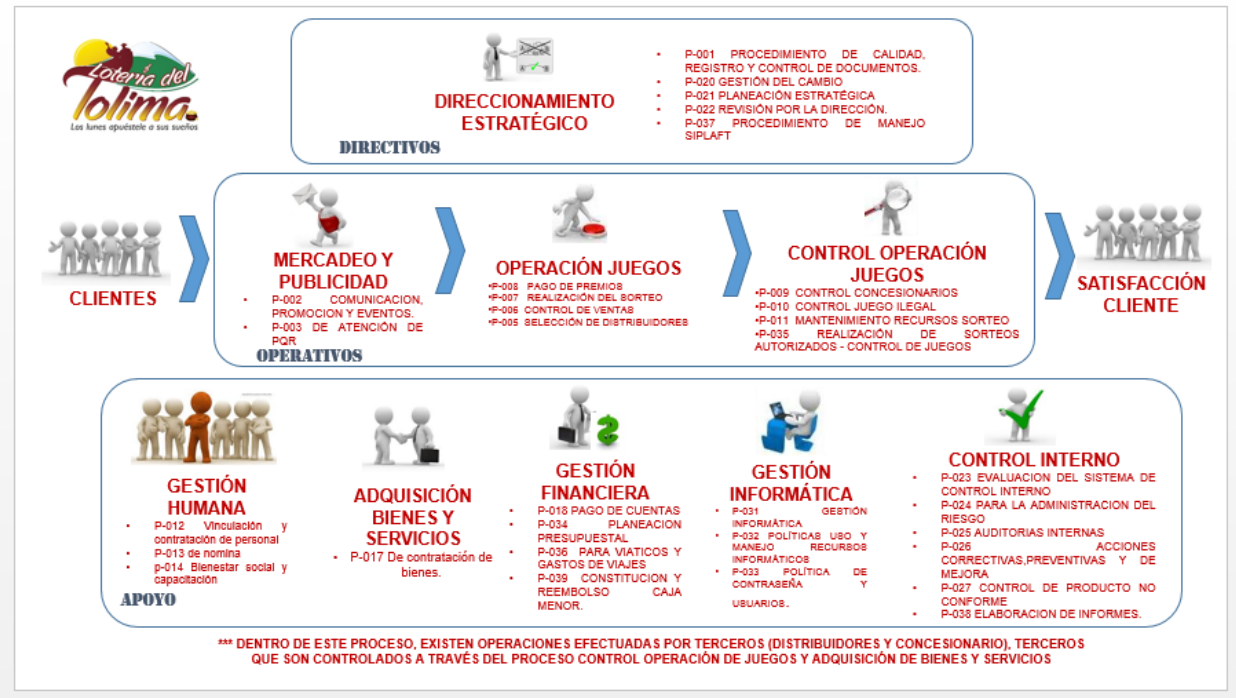 Lotería del
Tolima
Los lunes apuéstele a sus sueños
DIRECCIONAMIENTO
ESTRATÉGICO
• P-001 PROCEDIMIENTO DE CALIDAD,
REGISTRO Y CONTROL DE DOCUMENTOS.
• P-020 GESTIÓN DEL CAMBIO
• P-021 PLANEACIÓN ESTRATÉGICA
• P-022 REVISIÓN POR LA DIRECCIÓN.
• P-037 PROCEDIMIENTO DE MANEJO
SIPLAFT
DIRECTIVOS
CLIENTES
MERCADEO Y
PUBLICIDAD
• P-002 COMUNICACION,
PROMOCION Y EVENTOS.
• P-003 DE ATENCIÓN DE
PQR
OPERATIVOS
OPERACIÓN JUEGOS
•P-008 PAGO DE PREMIOS
•P-007 REALIZACIÓN DEL SORTEO
•P-006 CONTROL DE VENTAS
•P-005 SELECCIÓN DE DISTRIBUIDORES
CONTROL OPERACIÓN
JUEGOS
•P-009 CONTROL CONCESIONARIOS
•P-010 CONTROL JUEGO ILEGAL
•P-011 MANTENIMIENTO RECURSOS SORTEO
•P-035 REALIZACIÓN DE SORTEOS
AUTORIZADOS - CONTROL DE JUEGOS
SATISFACCIÓN
CLIENTE
GESTIÓN
HUMANA
• P-012 Vinculación y
contratación de personal
• P-013 de nomina
• p-014 Bienestar social y
capacitación
APOYO
ADQUISICIÓN
BIENES Y
SERVICIOS
• P-017 De contratación de
bienes.
GESTIÓN
FINANCIERA
• P-018 PAGO DE CUENTAS
• P-034 PLANEACION
PRESUPUESTAL
• P-036 PARA VIATICOS Y
GASTOS DE VIAJES
• P-039 CONSTITUCION Y
REEMBOLSO CAJA
MENOR.
GESTIÓN
INFORMÁTICA
• P-031 GESTIÓN
INFORMÁTICA
• P-032 POLÍTICAS USO Y
MANEJO RECURSOS
INFORMÁTICOS
• P-033 POLÍTICA DE
CONTRASEÑA Y
USUARIOS.
CONTROL INTERNO
• P-023 EVALUACION DEL SISTEMA DE
CONTROL INTERNO
• P-024 PARA LA ADMINISTRACION DEL
RIESGO
• P-025 AUDITORIAS INTERNAS
• P-026 ACCIONES
CORRECTIVAS,PREVENTIVAS Y DE
MEJORA
• P-027 CONTROL DE PRODUCTO NO
CONFORME
• P-038 ELABORACION DE INFORMES.
*** DENTRO DE ESTE PROCESO, EXISTEN OPERACIONES EFECTUADAS POR TERCEROS (DISTRIBUIDORES Y CONCESIONARIO), TERCEROS
QUE SON CONTROLADOS A TRAVÉS DEL PROCESO CONTROL OPERACIÓN DE JUEGOS Y ADQUISICIÓN DE BIENES Y SERVICIOS